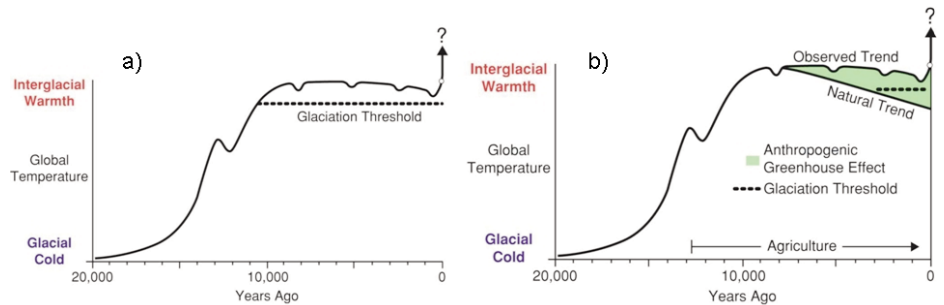 a)
?
Interglacial
Warmth
Glaciation Threshold
Global
Temperature
Glacial
Cold
20,000
10,000
0
Years Ago
b)
?
Observed Trend
Interglacial
Warmth
Natural Trend
Global
Temperature
Anthropogenic
Greenhouse Effect
Glaciation Threshold
Glacial
Cold
Agriculture
20,000
10,000
0
Years Ago